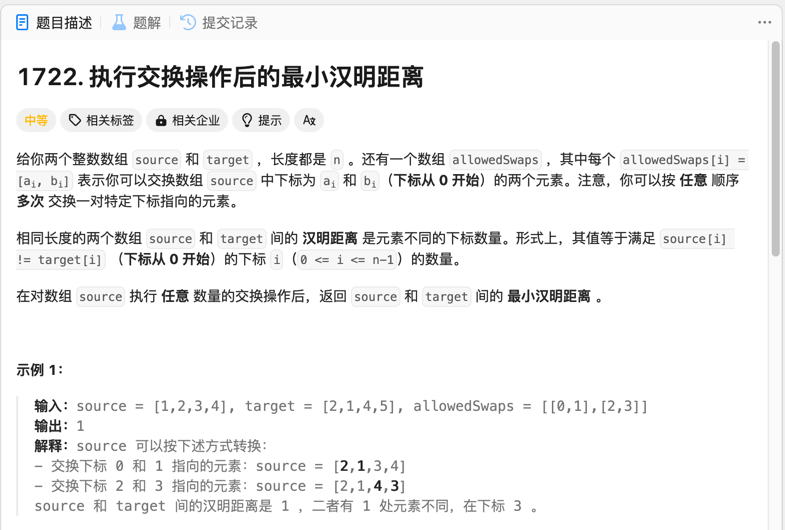 题目描述 题解 提交记录
1722. 执行交换操作后的最小汉明距离
中等 相关标签 相关企业 提示
给你两个整数数组 source 和 target ，长度都是 n 。还有一个数组 allowedSwaps ，其中每个 allowedSwaps[i] =
[ai, bi] 表示你可以交换数组 source 中下标为 ai 和 bi（下标从 0 开始）的两个元素。注意，你可以按 任意 顺序
多次 交换一对特定下标指向的元素。
相同长度的两个数组 source 和 target 间的 汉明距离 是元素不同的下标数量。形式上，其值等于满足 source[i]
!= target[i] （下标从 0 开始）的下标 i（0 <= i <= n-1）的数量。
在对数组 source 执行 任意 数量的交换操作后，返回 source 和 target 间的 最小汉明距离 。
示例 1：
输入：source = [1,2,3,4], target = [2,1,4,5], allowedSwaps = [[0,1],[2,3]]
输出：1
解释：source 可以按下述方式转换：
- 交换下标 0 和 1 指向的元素：source = [2,1,3,4]
- 交换下标 2 和 3 指向的元素：source = [2,1,4,3]
source 和 target 间的汉明距离是 1 ，二者有 1 处元素不同，在下标 3 。